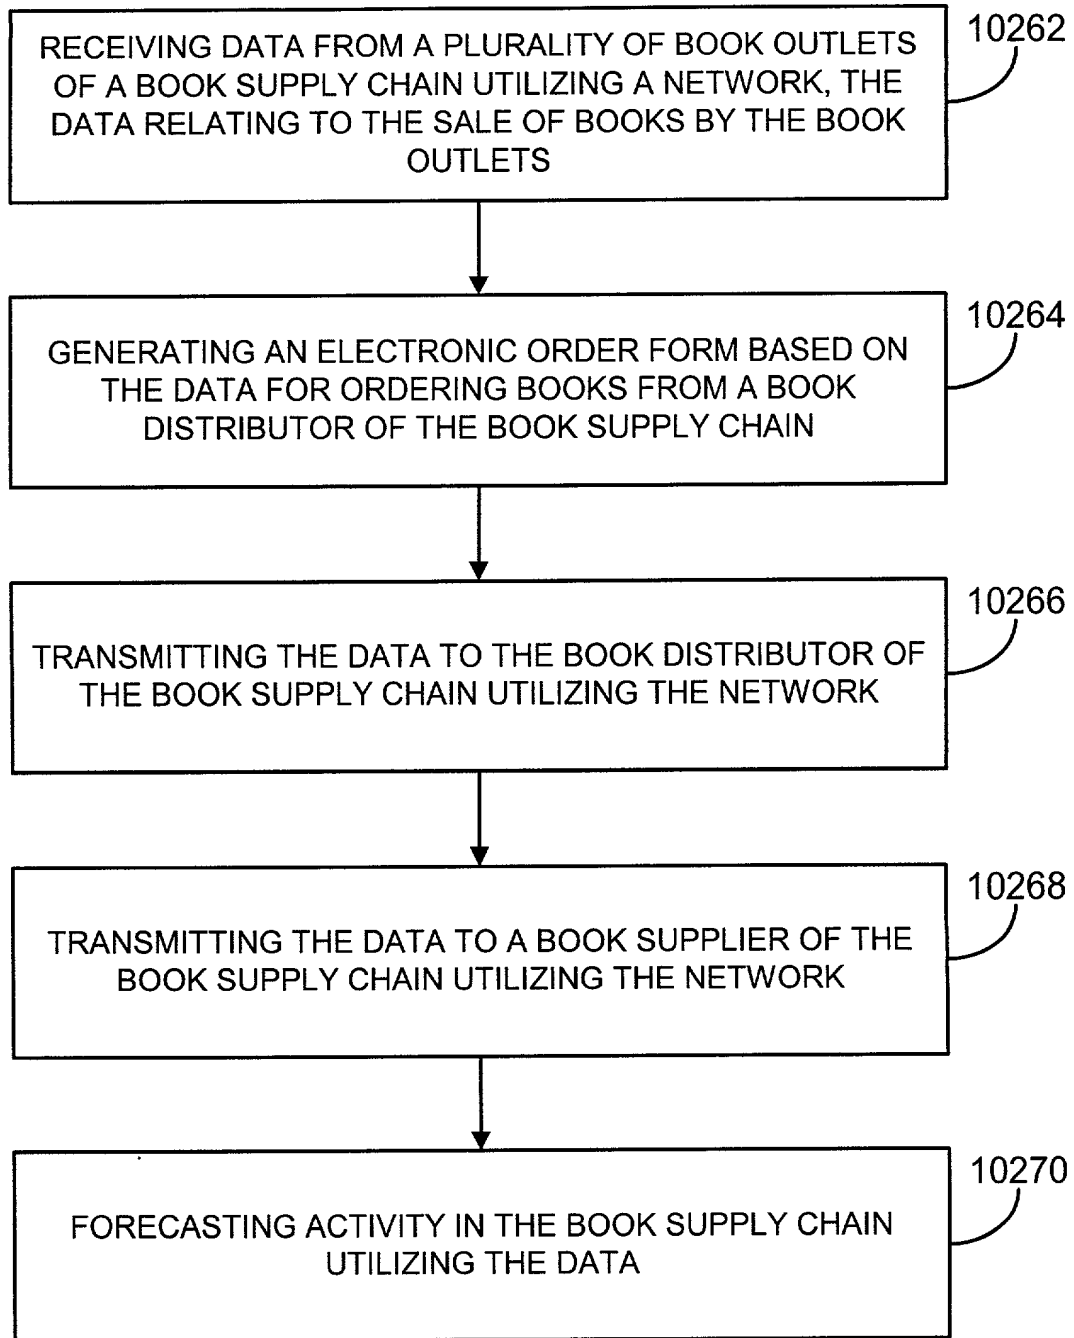 10262
RECEIVING DATA FROM A PLURALITY OF BOOK OUTLETS
OF A BOOK SUPPLY CHAIN UTILIZING A NETWORK, THE
DATA RELATING TO THE SALE OF BOOKS BY THE BOOK
OUTLETS
10264
GENERATING AN ELECTRONIC ORDER FORM BASED ON
THE DATA FOR ORDERING BOOKS FROM A BOOK
DISTRIBUTOR OF THE BOOK SUPPLY CHAIN
10266
TRANSMITTING THE DATA TO THE BOOK DISTRIBUTOR OF
THE BOOK SUPPLY CHAIN UTILIZING THE NETWORK
10268
TRANSMITTING THE DATA TO A BOOK SUPPLIER OF THE
BOOK SUPPLY CHAIN UTILIZING THE NETWORK
10270
FORECASTING ACTIVITY IN THE BOOK SUPPLY CHAIN
UTILIZING THE DATA